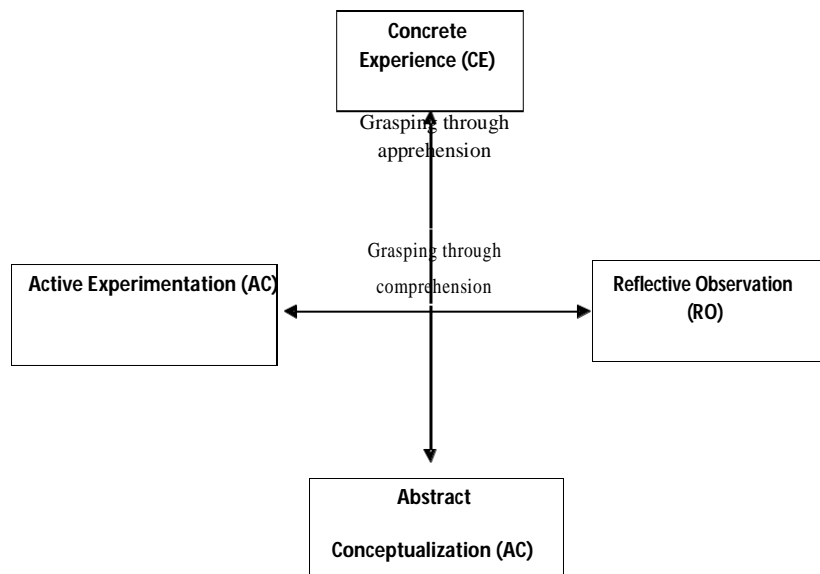 Concrete
Experience (CE)
Grasping through
apprehension
Grasping through
comprehension
Active Experimentation (AC)
Reflective Observation
(RO)
Abstract
Conceptualization (AC)